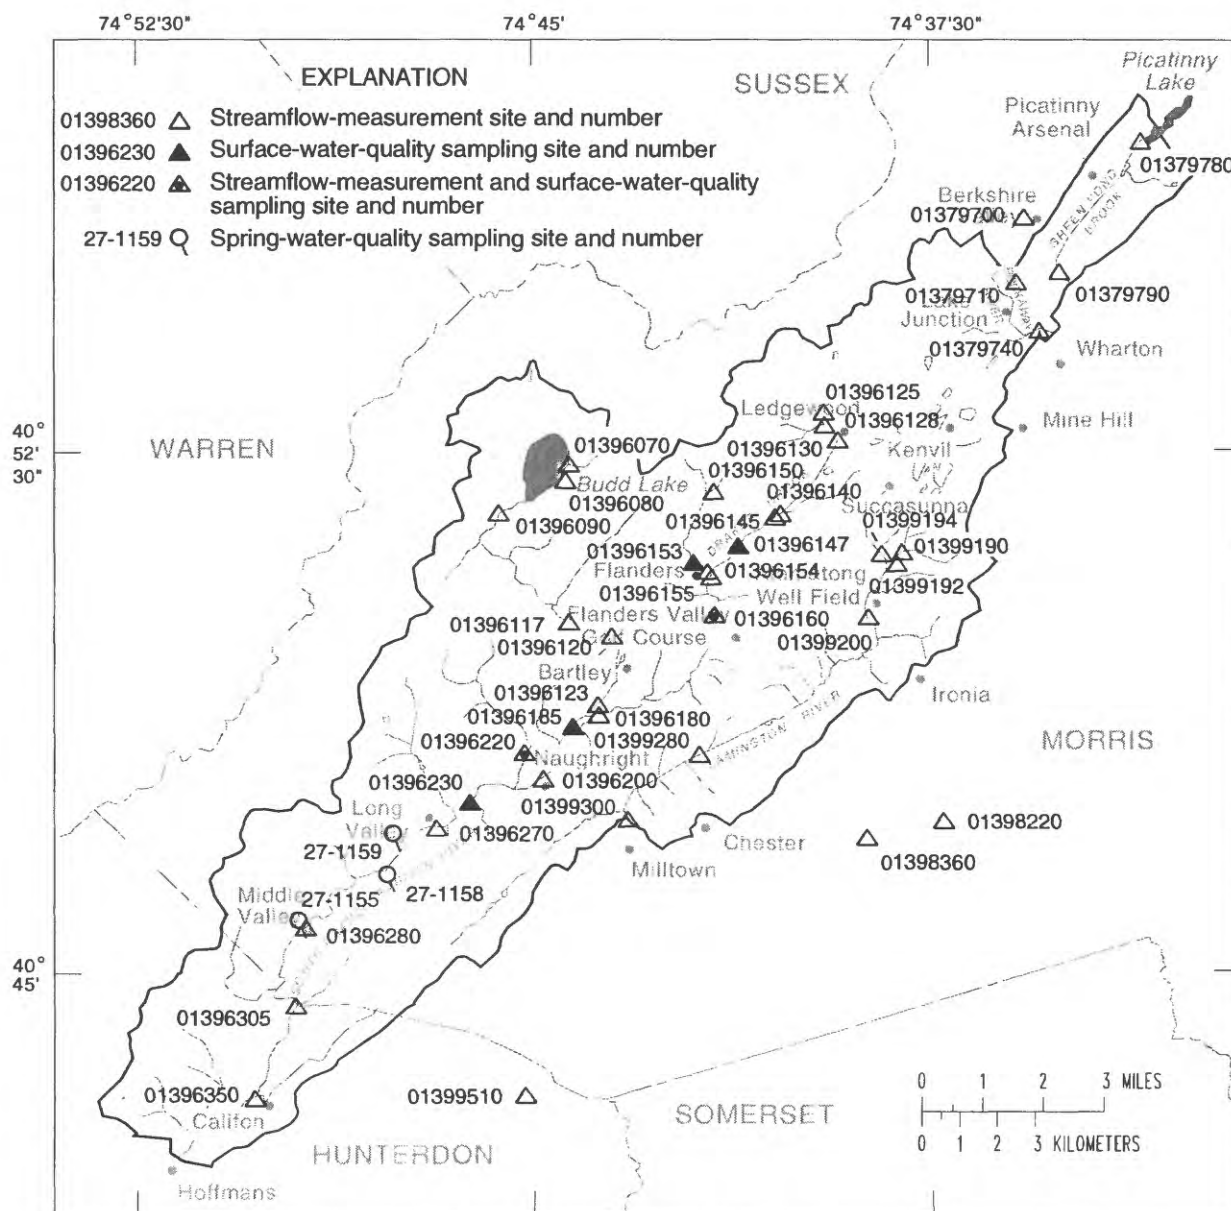 74°52'30"
74°45'
74°37'30"
EXPLANATION
01398360 Streamflow-measurement site and number
01396230 Surface-water-quality sampling site and number
01396220 Streamflow-measurement and surface-water-quality
sampling site and number
27-1159 Spring-water-quality sampling site and number
SUSSEX
Picatinny
Lake
Picatinny
Arsenal
01379780
Berkshire
01379700
BROOK
01379710
01379790
Lake
Junction
01379740
Wharton
01396125
Ledgewood
01396128
Mine Hill
40°
52'
30"
WARREN
01396070
01396130
Kenvil
01396150
Budd Lake
01396140
01396080
Succasunna
01396090
01396145
01399194
01396153
01396147
01399190
Flanders
01396154
01396155
01399192
Well Field
Flanders Valley
01396160
01396117
Golf Course
01396120
01399200
Bartley
Ironia
01396123
01396185
01396180
RIVER
01396220
01399280
MORRIS
Naughright
01396230
01396200
Long
Valley
01399300
01396270
01398220
Chester
27-1159
01398360
Milltown
Middle
Valley
27-1155
27-1158
01396280
40°
45'
01396305
01396350
01399510
Califon
SOMERSET
0 1 2 3 MILES
0 1 2 3 KILOMETERS
HUNTERDON
Hoffmans